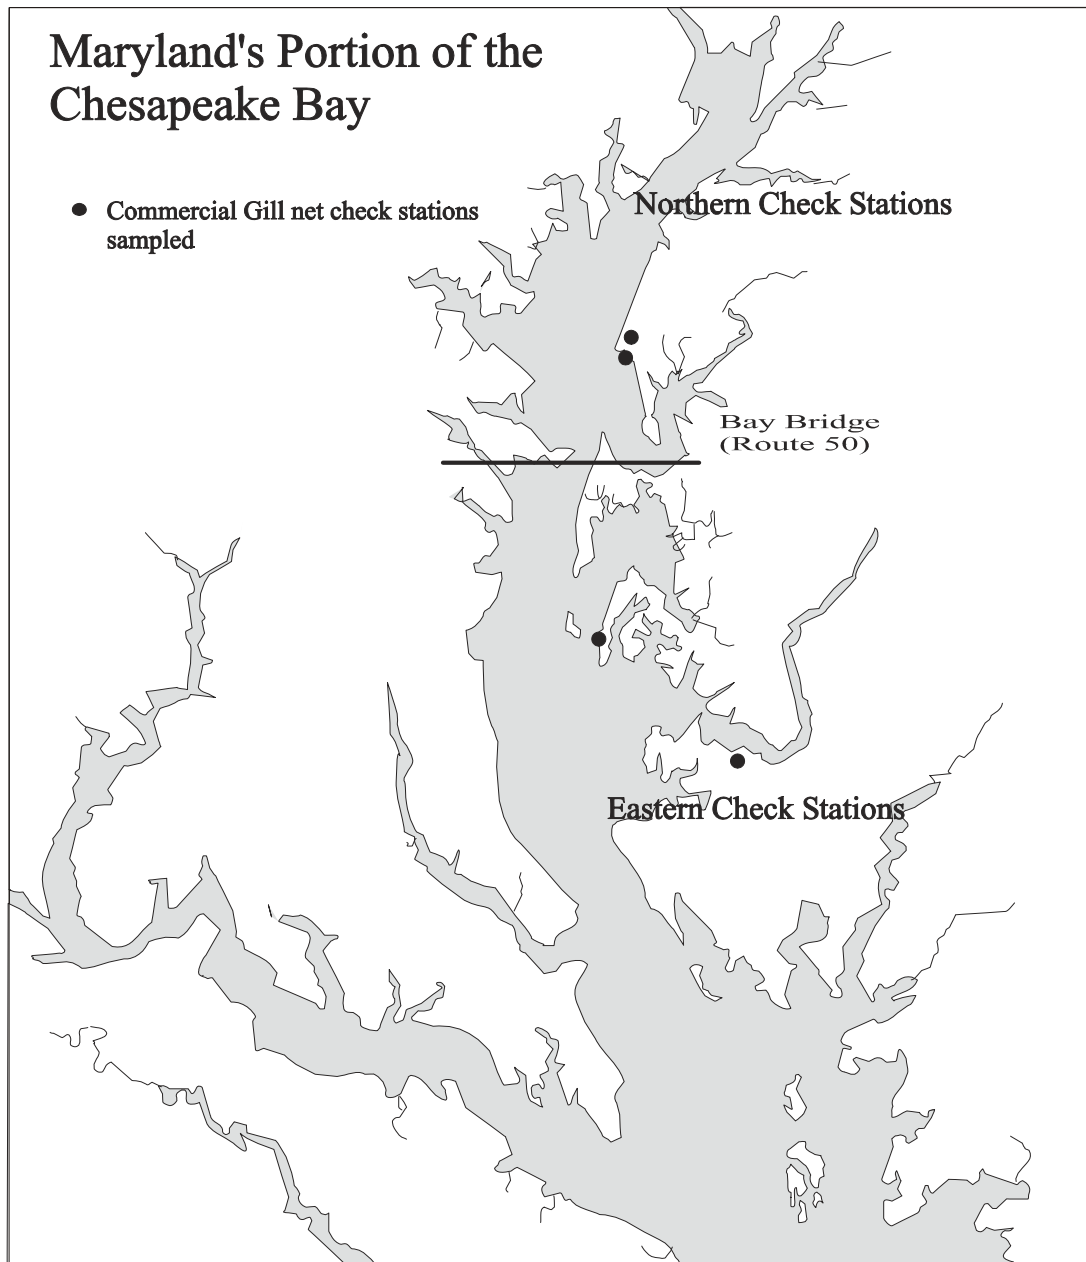 Maryland's Portion of the
Chesapeake Bay
Commercial Gill net check stations
sampled
Northern Check Stations
Bay Bridge
(Route 50)
Eastern Check Stations